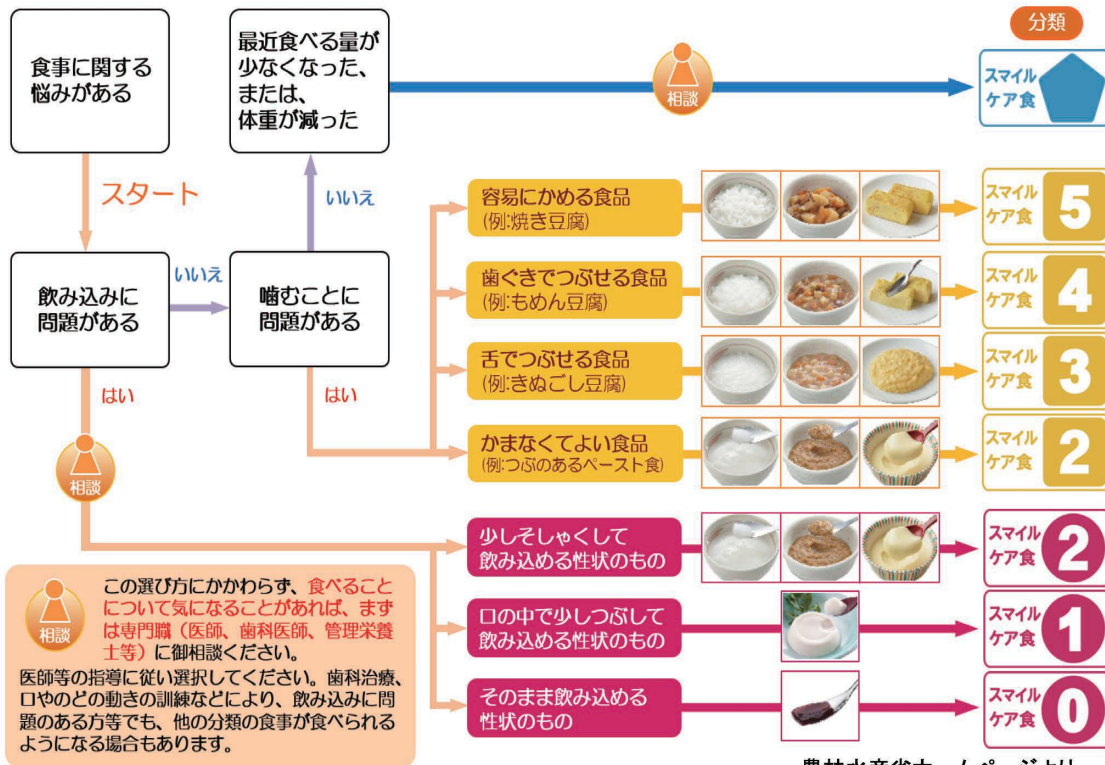 食事に関する
悩みがある
最近食べる量が
少なくなった、
または、
体重が減った
相談
分類
スマイル
ケア食
スタート
いいえ
飲み込みに
問題がある
いいえ
噛むことに
問題がある
はい
相談
はい
容易にかめる食品
(例:焼き豆腐)
スマイル
ケア食
5
歯ぐきでつぶせる食品
(例:もめん豆腐)
スマイル
ケア食
4
舌でつぶせる食品
(例:きぬごし豆腐)
スマイル
ケア食
3
かまなくてよい食品
(例:つぶのあるペースト食)
スマイル
ケア食
2
少しそしゃくして
飲み込める性状のもの
スマイル
ケア食
2
口の中で少しつぶして
飲み込める性状のもの
スマイル
ケア食
1
そのまま飲み込める
性状のもの
スマイル
ケア食
0
相談
この選び方にかかわらず、食べること
について気になることがあれば、まず
は専門職（医師、歯科医師、管理栄養
士等）に御相談ください。
医師等の指導に従い選択してください。歯科治療、
口やのどの動きの訓練などにより、飲み込みに問
題のある方等でも、他の分類の食事が食べられる
ようになる場合もあります。
農林水産省ホームページより